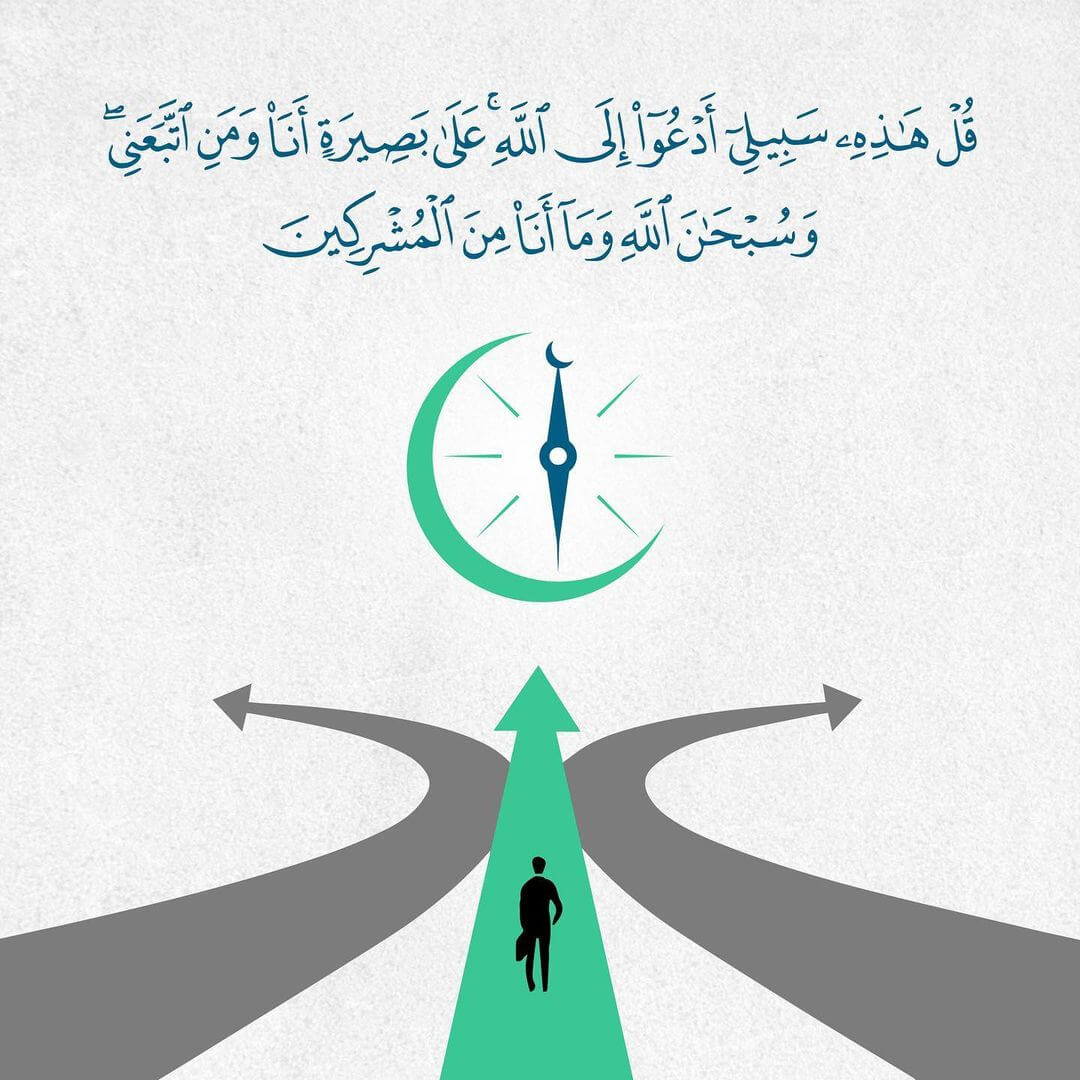 قُلْ هَـٰذِهِۦ سَبِيلِىٓ أَدْعُوٓا۟ إِلَى ٱللَّهِ ۚ عَلَىٰ بَصِيرَةٍ أَنَا۠ وَمَنِ ٱتَّبَعَنِى ۖ
وَسُبْحَـٰنَ ٱللَّهِ وَمَآ أَنَا۠ مِنَ ٱلْمُشْرِكِينَ